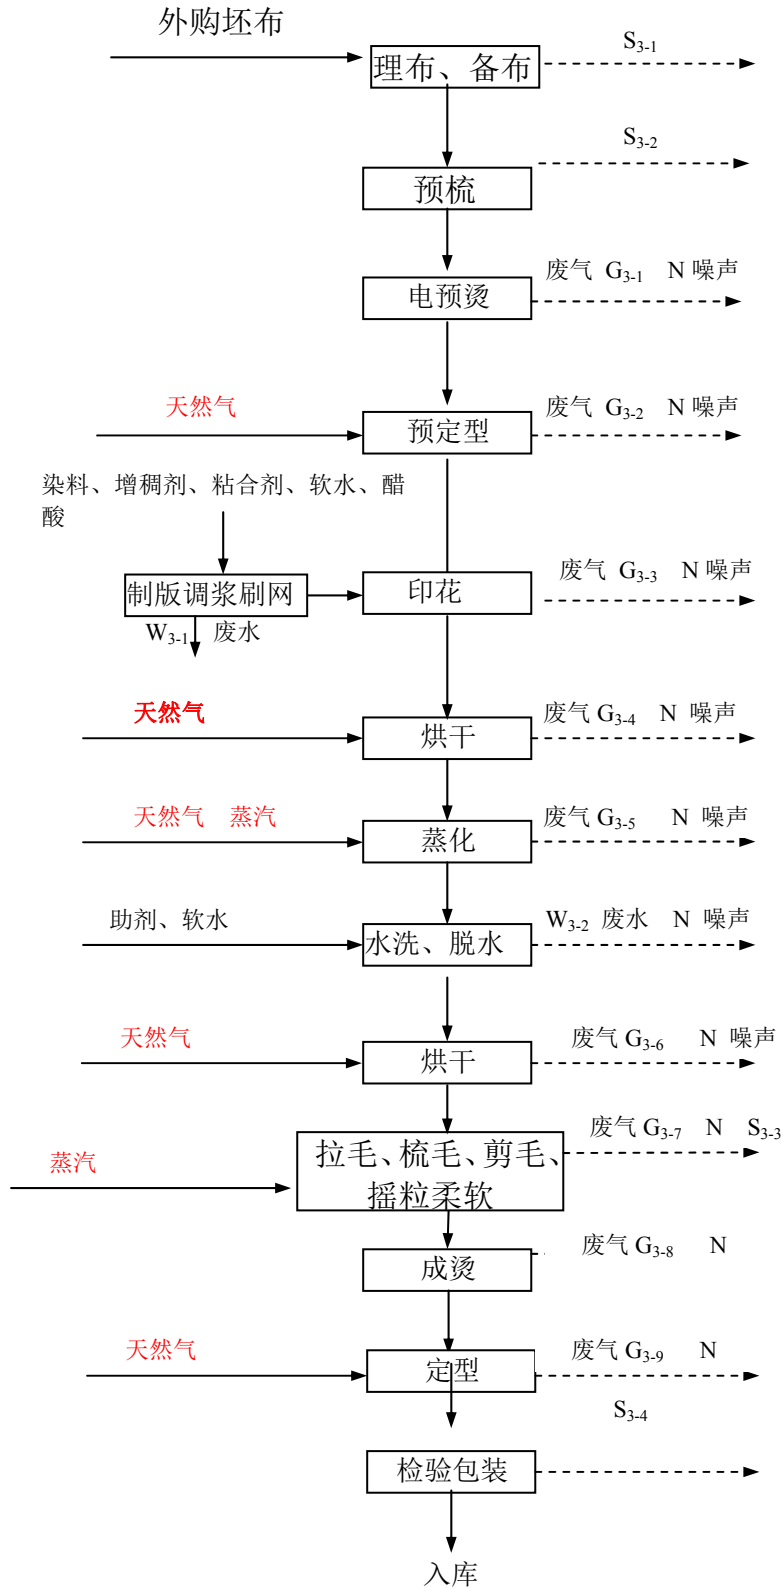 外购坯布
S3-1
理布、备布
S3-2
预梳
废气 G3-1 N 噪声
电预烫
天然气
废气 G3-2 N 噪声
预定型
染料、增稠剂、粘合剂、软水、醋
酸
废气 G3-3 N 噪声
制版调浆刷网
印花
W3-1 废水
天然气
废气 G3-4 N 噪声
烘干
天然气 蒸汽
废气 G3-5 N 噪声
蒸化
助剂、软水
W3-2 废水 N 噪声
水洗、脱水
天然气
废气 G3-6 N 噪声
烘干
废气 G3-7 N S3-3
蒸汽
拉毛、梳毛、剪毛、
摇粒柔软
废气 G3-8 N
成烫
天然气
废气 G3-9 N
定型
S3-4
检验包装
入库